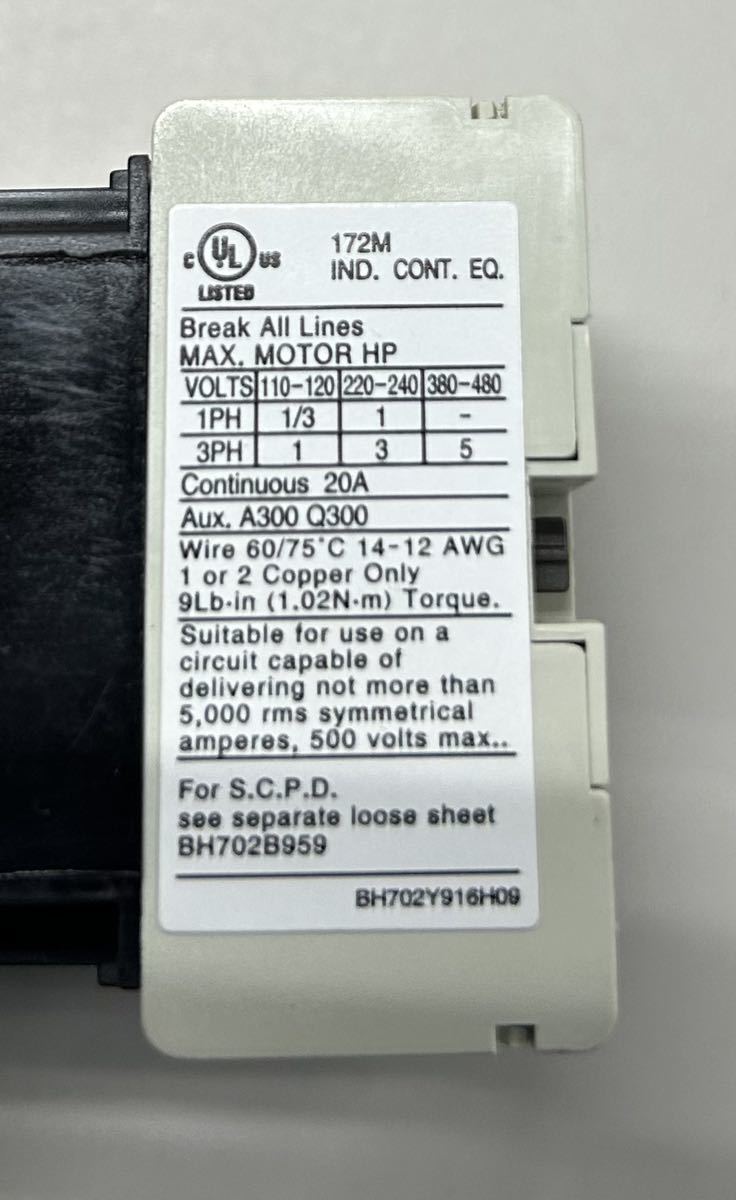 c UL us
LISTED
172M
IND. CONT. EQ.
Break All Lines
MAX. MOTOR HP
VOLTS 110-120 220-240 380-480
1PH 1/3 1 -
3PH 1 3 5
Continuous 20A
Aux. A300 Q300
Wire 60/75°C 14-12 AWG
1 or 2 Copper Only
9Lb·in (1.02N·m) Torque.
Suitable for use on a
circuit capable of
delivering not more than
5,000 rms symmetrical
amperes, 500 volts max..
For S.C.P.D.
see separate loose sheet
BH702B959
BH702Y916H09